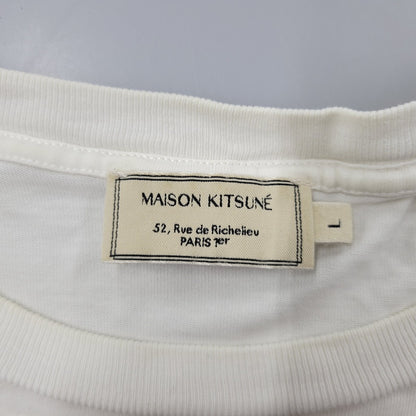 MAISON KITSUNÉ
52, Rue de Richelieu
PARIS 1er
L